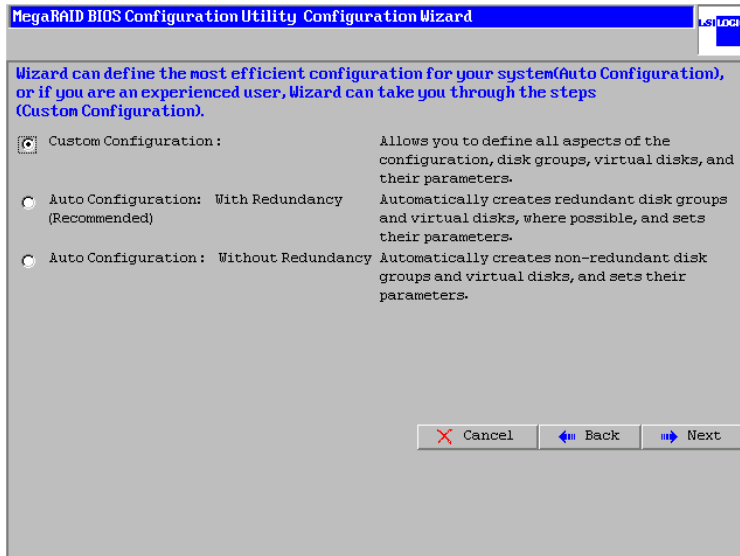 MegaRAID BIOS Configuration Utility Configuration Wizard
LSI LOGIC
Wizard can define the most efficient configuration for your system(Auto Configuration),
or if you are an experienced user, Wizard can take you through the steps
(Custom Configuration).
Custom Configuration :
Allows you to define all aspects of the
configuration, disk groups, virtual disks, and
their parameters.
Auto Configuration: With Redundancy
(Recommended)
Automatically creates redundant disk groups
and virtual disks, where possible, and sets
their parameters.
Auto Configuration : Without Redundancy
Automatically creates non-redundant disk
groups and virtual disks, and sets their
parameters.
Cancel
Back
Next